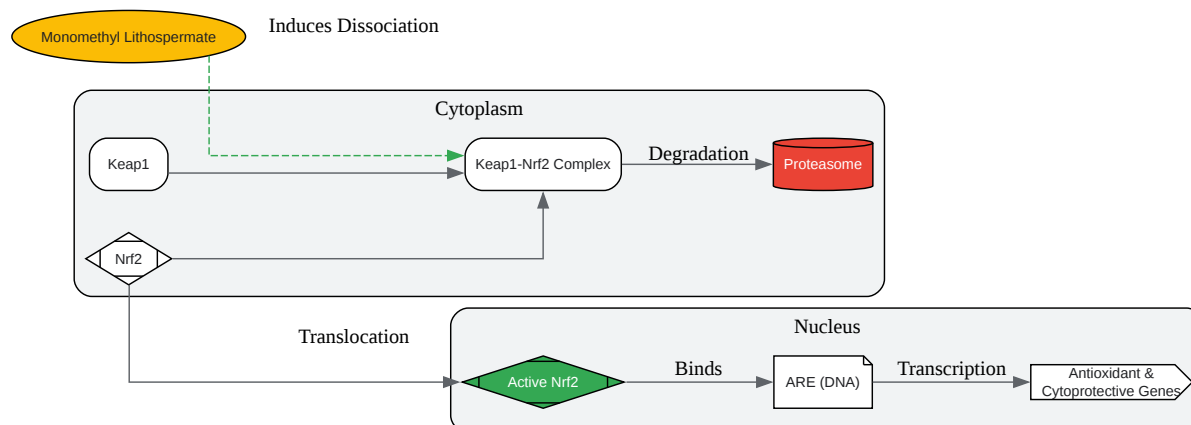 Monomethyl Lithospermate
Induces Dissociation
Cytoplasm
Keap1
Keap1-Nrf2 Complex
Degradation
Proteasome
Nrf2
Translocation
Nucleus
Active Nrf2
Binds
ARE (DNA)
Transcription
Antioxidant &
Cytoprotective Genes